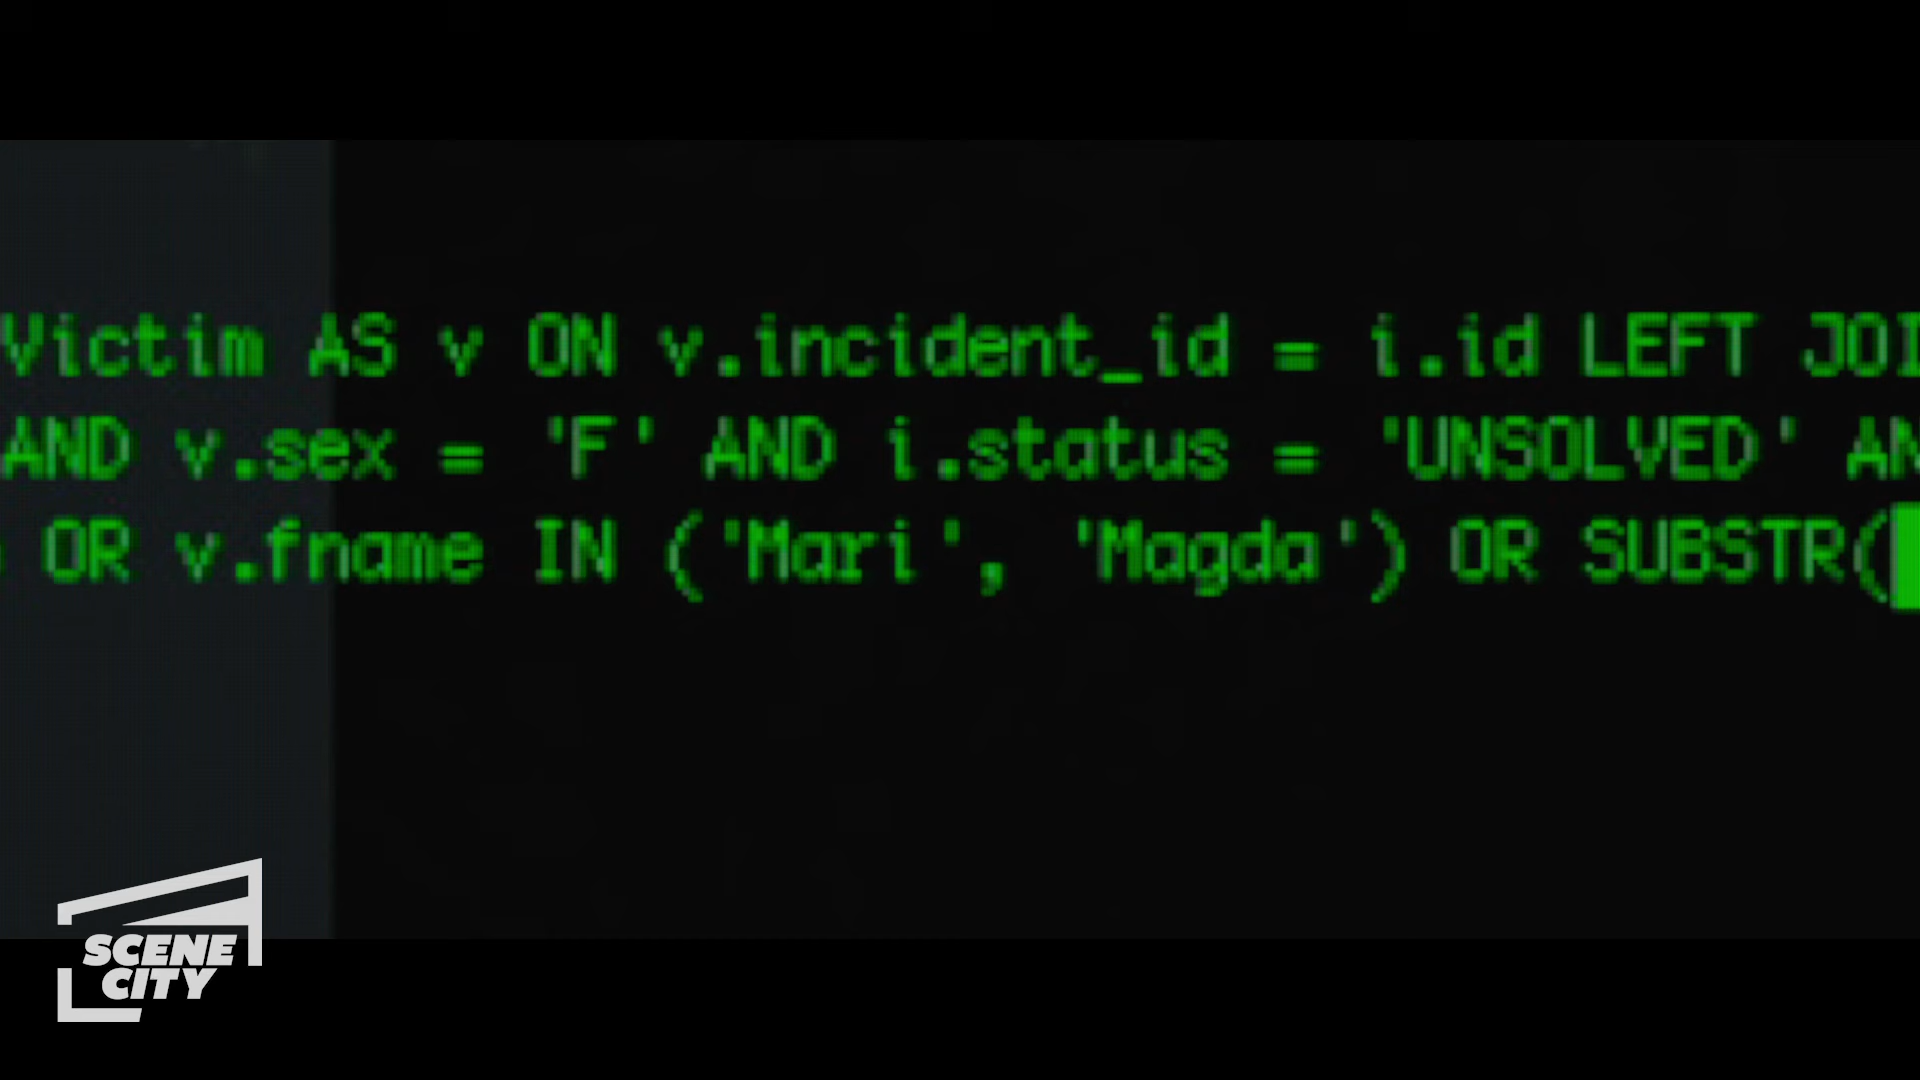 Victim AS v ON v.incident_id = i.id LEFT JOI
AND v.sex = 'F' AND i.status = 'UNSOLVED' AN
OR v.fname IN ('Mari', 'Magda') OR SUBSTR(
SCENE
CITY